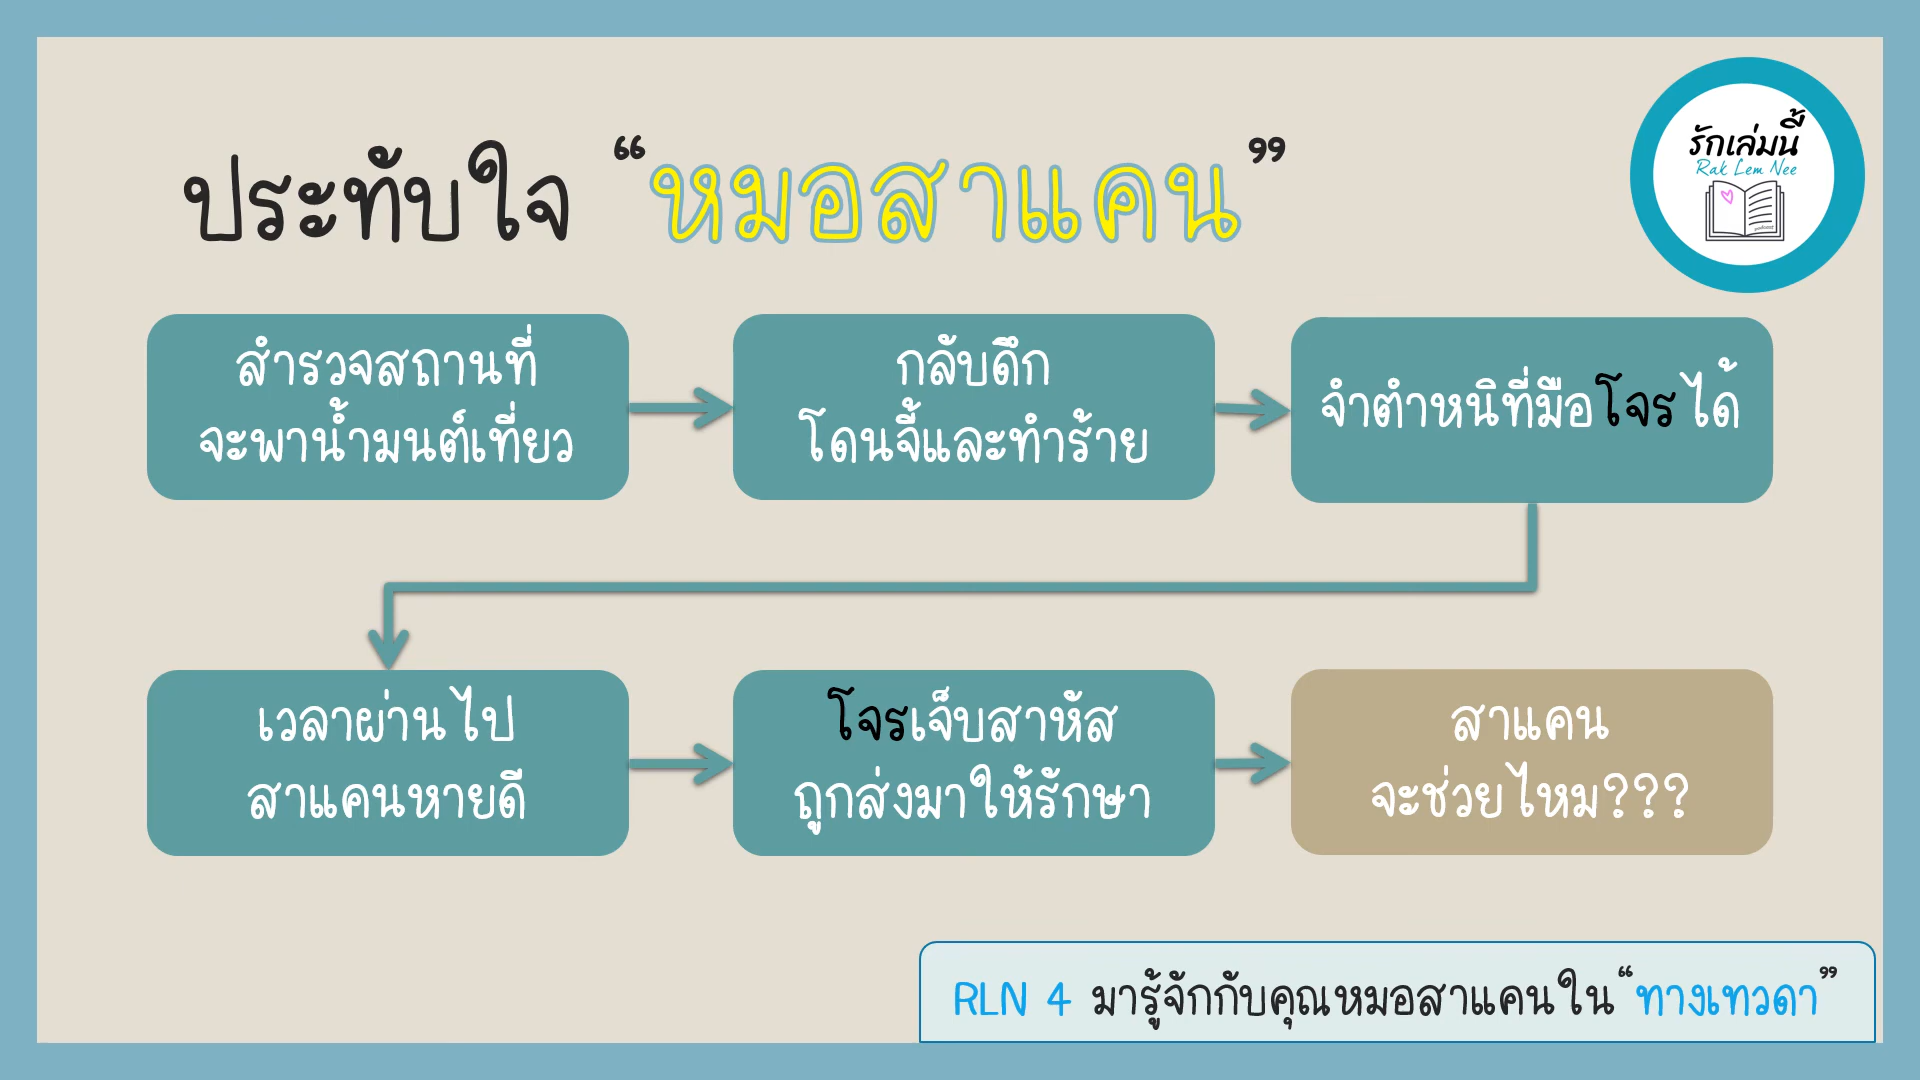 ประทับใจ “หมอสาแคน”
รักเล่มนี้
Rak Lem Nee
podcast
สำรวจสถานที่
จะพาน้ำมนต์เที่ยว
กลับดึก
โดนจี้และทำร้าย
จำตำหนิที่มือโจรได้
เวลาผ่านไป
สาแคนหายดี
โจรเจ็บสาหัส
ถูกส่งมาให้รักษา
สาแคน
จะช่วยไหม???
RLN 4 มารู้จักกับคุณหมอสาแคนใน “ทางเทวดา”